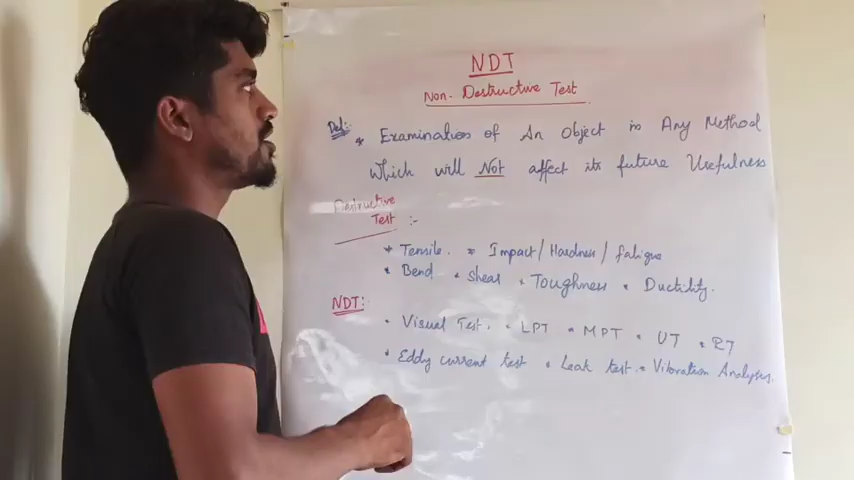 NDT
Non-Destructive Test
Def:- * Examination of An Object in Any Method
Which will Not affect its future Usefulness
Destructive
Test :-
* Tensile. * Impact/Hardness/fatigue
* Bend * Shear * Toughness * Ductility.
NDT:
* Visual Test. * LPT * MPT * UT * RT
* Eddy current test * Leak test. * Vibration Analyses.